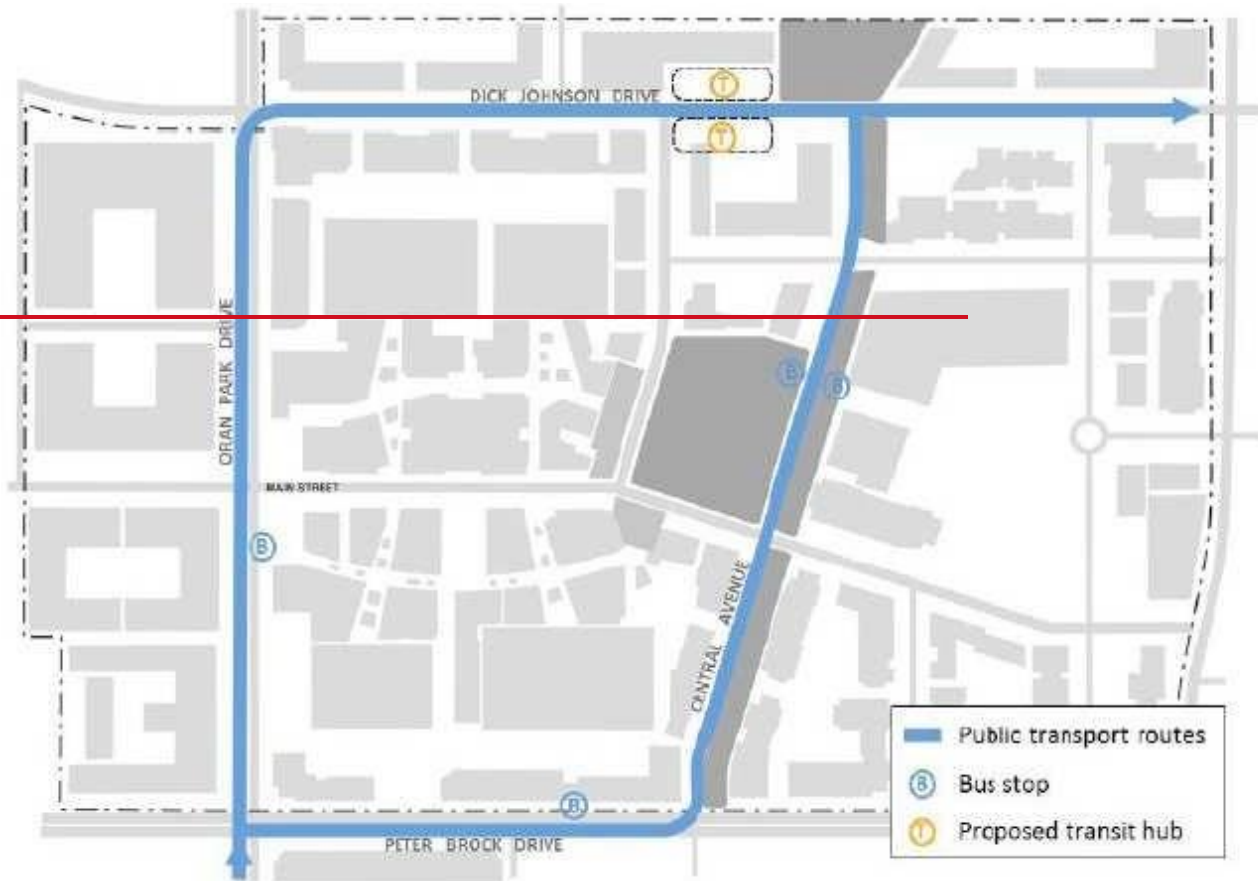 T
DICK JOHNSON DRIVE
T
ORAN PARK DRIVE
B
B
MAIN STREET
B
CENTRAL AVENUE
Public transport routes
B Bus stop
T Proposed transit hub
B
PETER BROCK DRIVE